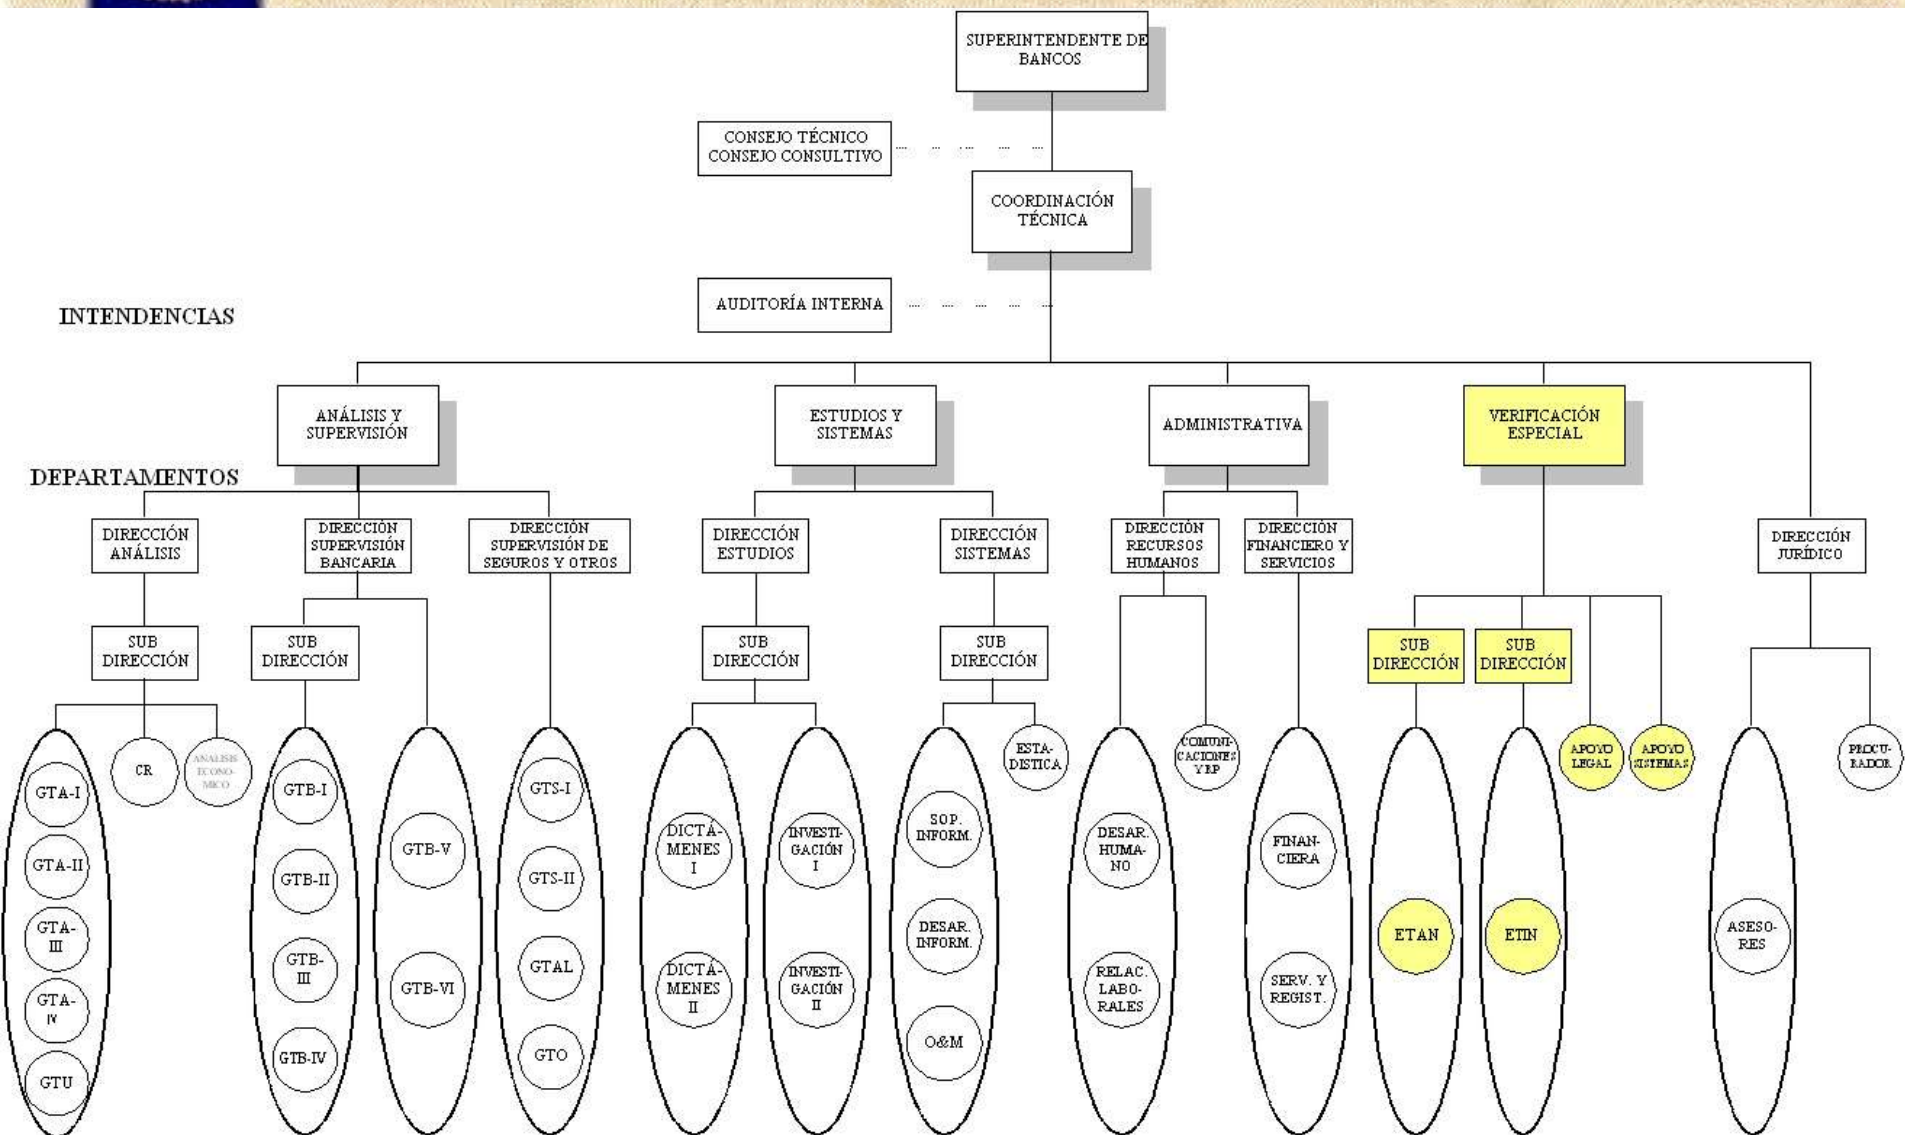 SUPERINTENDENTE DE
BANCOS
CONSEJO TÉCNICO
CONSEJO CONSULTIVO
COORDINACIÓN
TÉCNICA
AUDITORÍA INTERNA
INTENDENCIAS
ANÁLISIS Y
SUPERVISIÓN
ESTUDIOS Y
SISTEMAS
ADMINISTRATIVA
VERIFICACIÓN
ESPECIAL
DEPARTAMENTOS
DIRECCIÓN
ANÁLISIS
DIRECCIÓN
SUPERVISIÓN
BANCARIA
DIRECCIÓN
SUPERVISIÓN DE
SEGUROS Y OTROS
DIRECCIÓN
ESTUDIOS
DIRECCIÓN
SISTEMAS
DIRECCIÓN
RECURSOS
HUMANOS
DIRECCIÓN
FINANCIERO Y
SERVICIOS
DIRECCIÓN
JURÍDICO
SUB
DIRECCIÓN
SUB
DIRECCIÓN
SUB
DIRECCIÓN
SUB
DIRECCIÓN
SUB
DIRECCIÓN
SUB
DIRECCIÓN
GTA-I
GTA-II
GTA-
III
GTA-
IV
GTU
CR
ANALISIS
ECONO-
MICO
GTB-I
GTB-II
GTB-
III
GTB-IV
GTB-V
GTB-VI
GTS-I
GTS-II
GTAL
GTO
DICTÁ-
MENES
I
DICTÁ-
MENES
II
INVESTI-
GACIÓN
I
INVESTI-
GACIÓN
II
SOP.
INFORM.
DESAR.
INFORM.
O&M
ESTA-
DISTICA
DESAR.
HUMA-
NO
RELAC.
LABO-
RALES
COMUNI-
CACIONES
Y RP
FINAN-
CIERA
SERV. Y
REGIST.
ETAN
ETIN
APOYO
LEGAL
APOYO
SISTEMAS
ASESO-
RES
PROCU-
RADOR